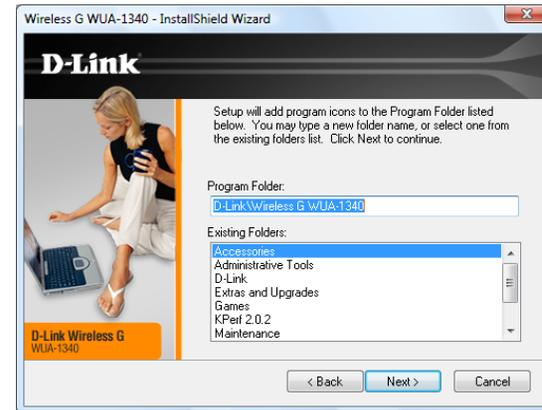 Wireless G WUA-1340 - InstallShield Wizard
D-Link
Setup will add program icons to the Program Folder listed
below. You may type a new folder name, or select one from
the existing folders list. Click Next to continue.
Program Folder:
D-Link\Wireless G WUA-1340
Existing Folders:
Accessories
Administrative Tools
D-Link
Extras and Upgrades
Games
KPerf 2.0.2
Maintenance
D-Link Wireless G
WUA-1340
< Back
Next >
Cancel